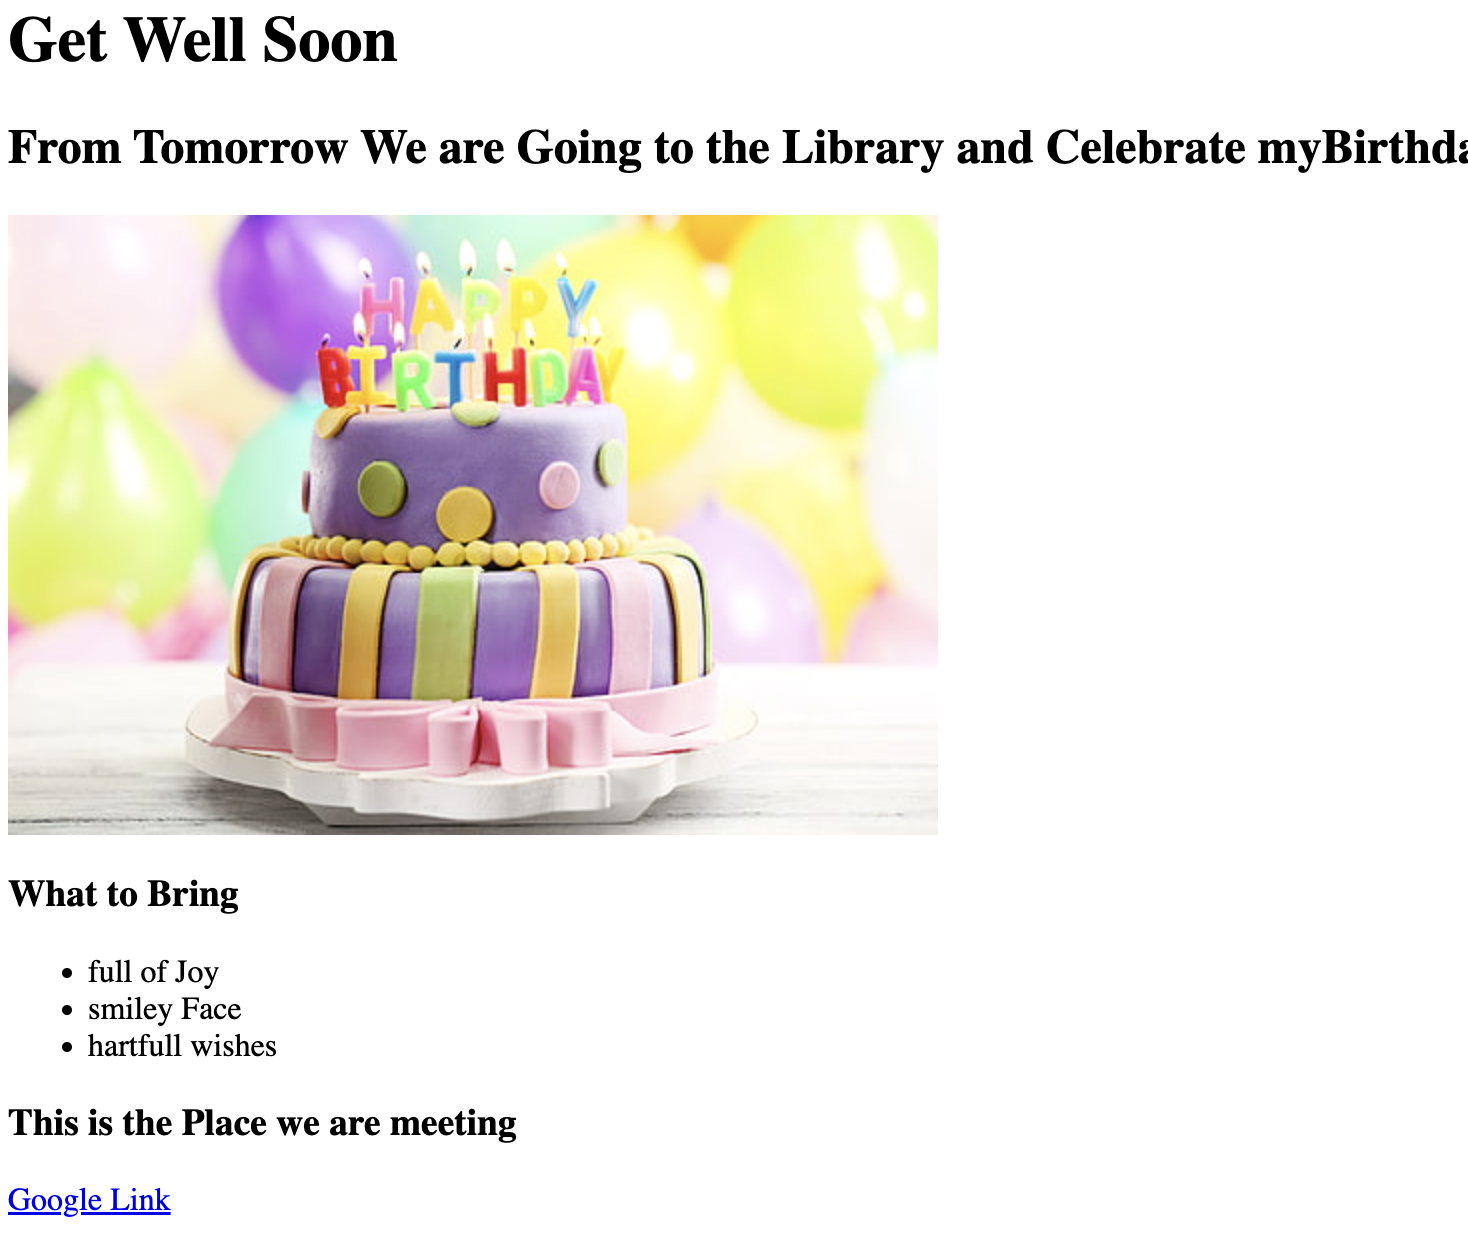 Get Well Soon
From Tomorrow We are Going to the Library and Celebrate myBirthda
HAPPY
BIRTHDAY
What to Bring
full of Joy
smiley Face
hartfull wishes
This is the Place we are meeting
Google Link